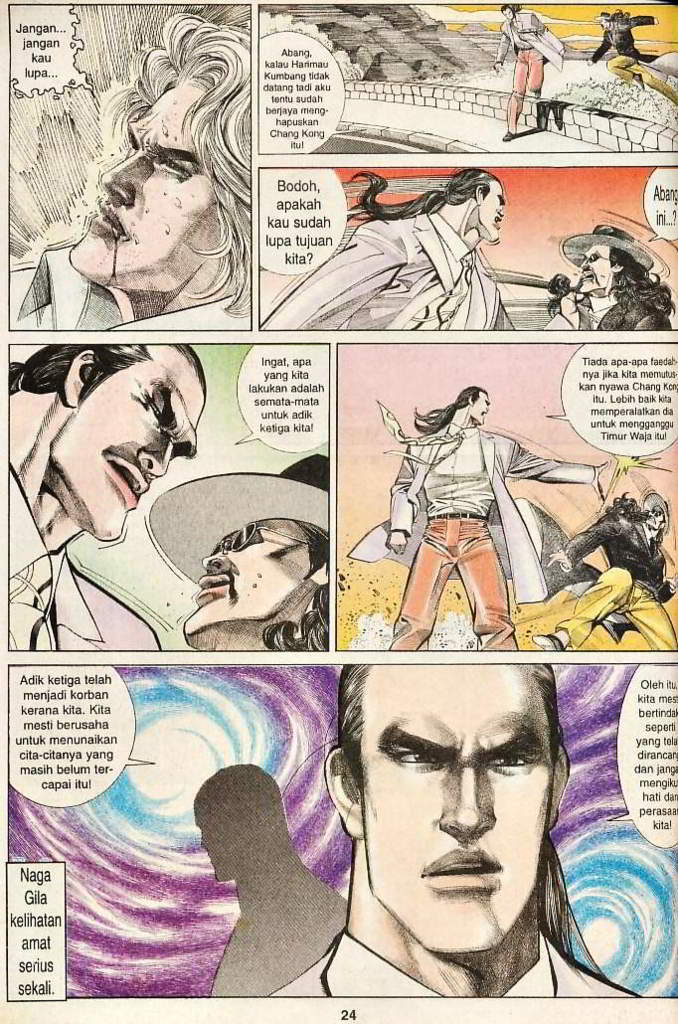 Jangan...
jangan
kau
lupa...
Abang,
kalau Harimau
Kumbang tidak
datang tadi aku
tentu sudah
berjaya meng-
hapuskan
Chang Kong
itu!
Bodoh,
apakah
kau sudah
lupa tujuan
kita?
Abang
ini...?
Ingat, apa
yang kita
lakukan adalah
semata-mata
untuk adik
ketiga kita!
Tiada apa-apa faedah-
nya jika kita memutus-
kan nyawa Chang Kong
itu. Lebih baik kita
memperalatkan dia
untuk mengganggu
Timur Waja itu!
Adik ketiga telah
menjadi korban
kerana kita. Kita
mesti berusaha
untuk menunaikan
cita-citanya yang
masih belum ter-
capai itu!
Oleh itu,
kita mest
bertindak
seperti
yang tela
dirancang
dan janga
mengiku
hati dan
perasaan
kita!
Naga
Gila
kelihatan
amat
serius
sekali.
24